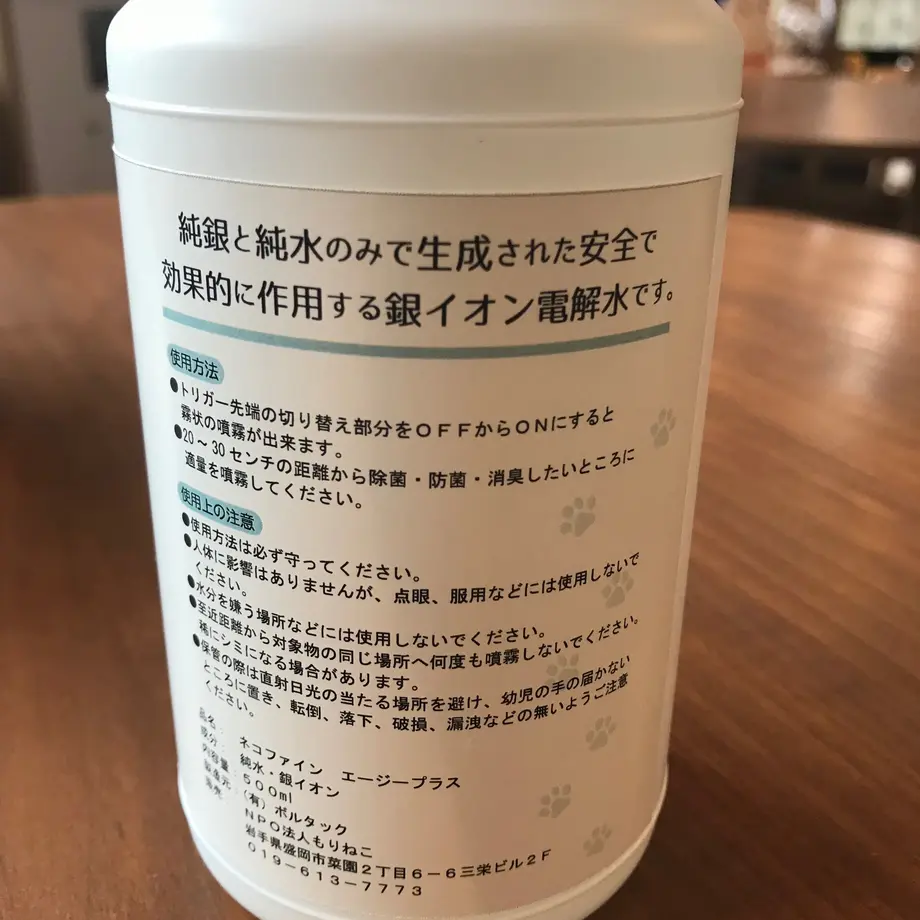 純銀と純水のみで生成された安全で
効果的に作用する銀イオン電解水です。
使用方法
●トリガー先端の切り替え部分をＯＦＦからＯＮにすると
霧状の噴霧が出来ます。
●20～30センチの距離から除菌・防菌・消臭したいところに
適量を噴霧してください。
使用上の注意
●使用方法は必ず守ってください。
●人体に影響はありませんが、点眼、服用などには使用しないで
ください。
●水分を嫌う場所などには使用しないでください。
●至近距離から対象物の同じ場所へ何度も噴霧しないでください。
稀にシミになる場合があります。
●保管の際は直射日光の当たる場所を避け、幼児の手の届かない
ところに置き、転倒、落下、破損、漏洩などの無いようご注意
ください。
品名：ネコファイン　エージープラス
成分：純水・銀イオン
内容量：５００ml
製造元：（有）ポルタック
発売：ＮＰＯ法人もりねこ
岩手県盛岡市菜園２丁目６－６三栄ビル２Ｆ
０１９－６１３－７７７３